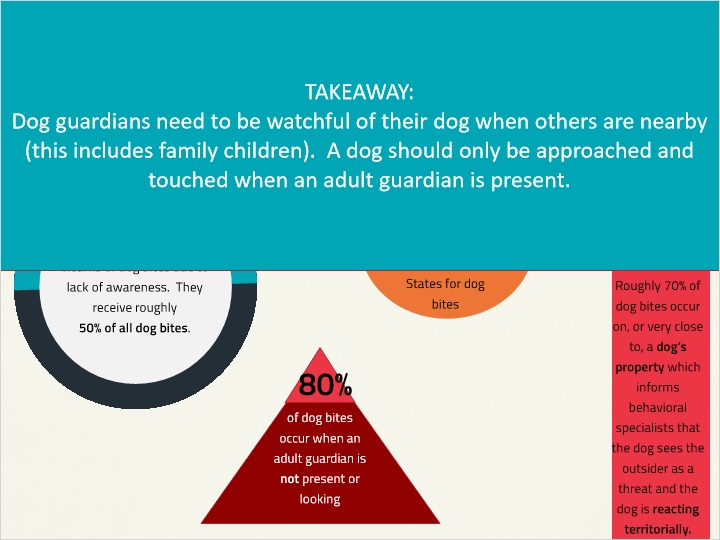 TAKEAWAY:
Dog guardians need to be watchful of their dog when others are nearby
(this includes family children).  A dog should only be approached and
touched when an adult guardian is present.
lack of awareness.  They
receive roughly
50% of all dog bites.
States for dog
bites
80%
of dog bites
occur when an
adult guardian is
not present or
looking
Roughly 70% of
dog bites occur
on, or very close
to, a dog's
property which
informs
behavioral
specialists that
the dog sees the
outsider as a
threat and the
dog is reacting
territorially.